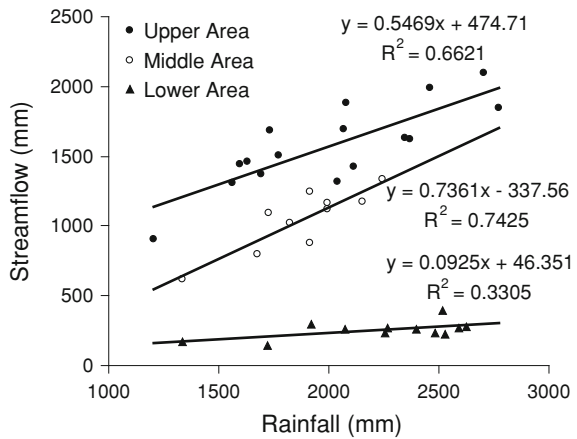 y = 0.5469x + 474.71
R² = 0.6621
Upper Area
Middle Area
Lower Area
y = 0.7361x - 337.56
R² = 0.7425
y = 0.0925x + 46.351
R² = 0.3305
Streamflow (mm)
2500
2000
1500
1000
500
0
1000 1500 2000 2500 3000
Rainfall (mm)